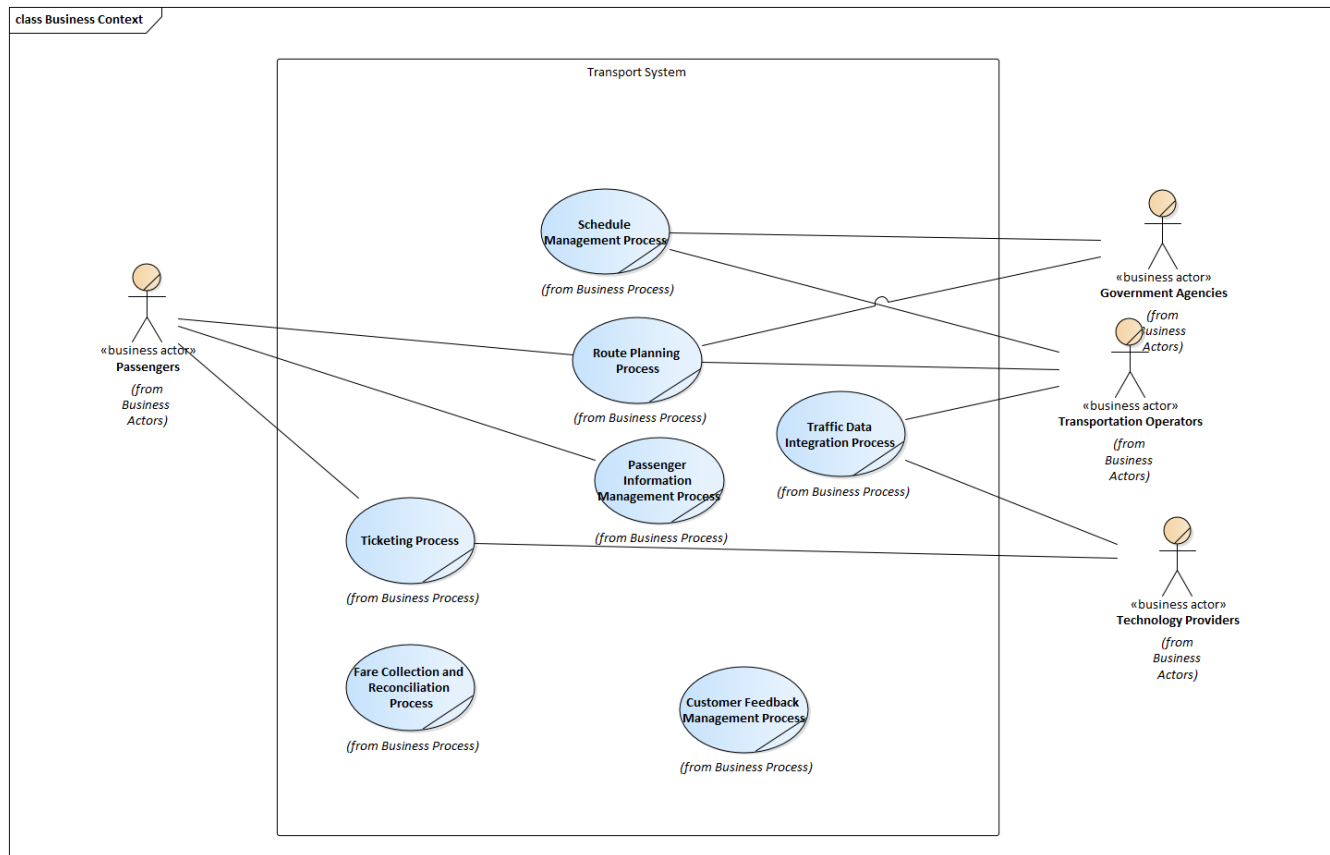 class Business Context
Transport System
Schedule
Management Process
(from Business Process)
«business actor»
Government Agencies
(from
Business
Actors)
«business actor»
Passengers
(from
Business
Actors)
Route Planning
Process
(from Business Process)
«business actor»
Transportation Operators
(from
Business
Actors)
Traffic Data
Integration Process
(from Business Process)
Passenger
Information
Management Process
(from Business Process)
Ticketing Process
(from Business Process)
«business actor»
Technology Providers
(from
Business
Actors)
Fare Collection and
Reconciliation
Process
(from Business Process)
Customer Feedback
Management Process
(from Business Process)